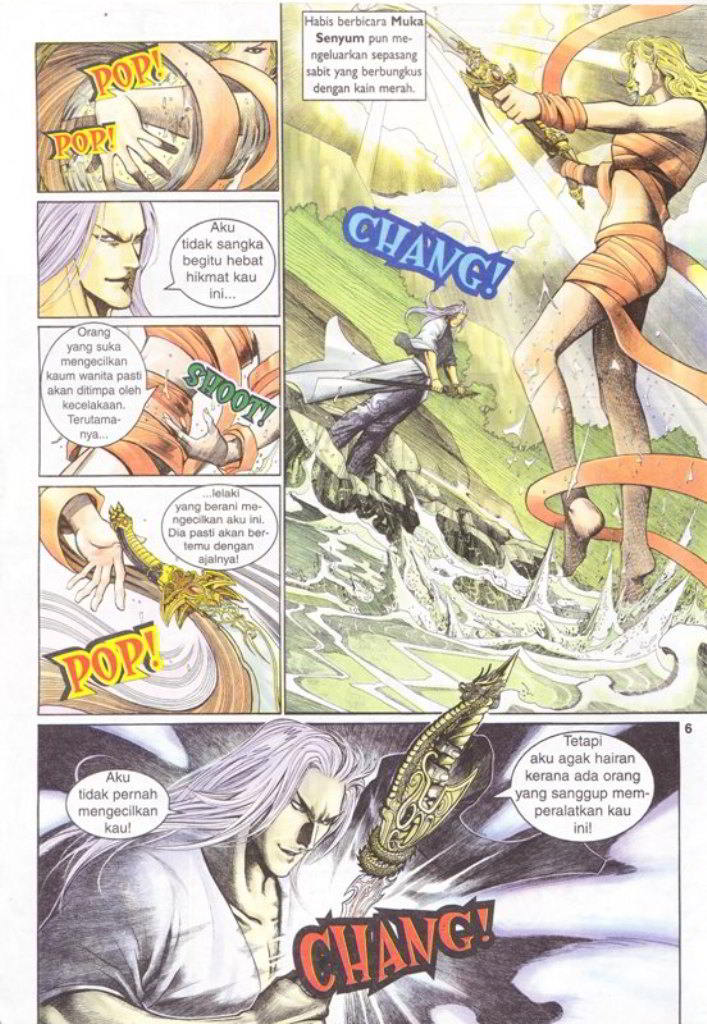 POP!
POP!
Aku
tidak sangka
begitu hebat
hikmat kau
ini...
Orang
yang suka
mengecilkan
kaum wanita pasti
akan ditimpa oleh
kecelakaan.
Terutama-
nya...
SHOOT!
...lelaki
yang berani me-
ngecilkan aku ini.
Dia pasti akan ber-
temu dengan
ajalnya!
POP!
Habis berbicara Muka
Senyum pun me-
ngeluarkan sepasang
sabit yang berbungkus
dengan kain merah.
CHANG!
6
Aku
tidak pernah
mengecilkan
kau!
Tetapi
aku agak hairan
kerana ada orang
yang sanggup mem-
peralatkan kau
ini!
CHANG!